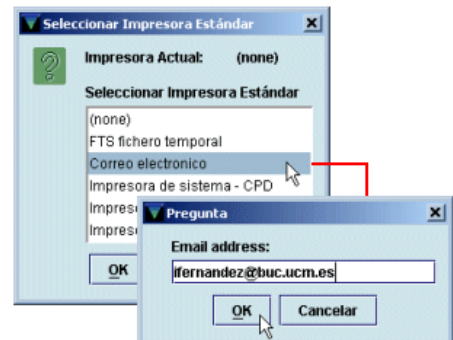 Seleccionar Impresora Estándar
Impresora Actual: (none)
Seleccionar Impresora Estándar
(none)
FTS fichero temporal
Correo electronico
Impresora de sistema - CPD
Pregunta
Email address:
ifernandez@buc.ucm.es
OK
OK Cancelar